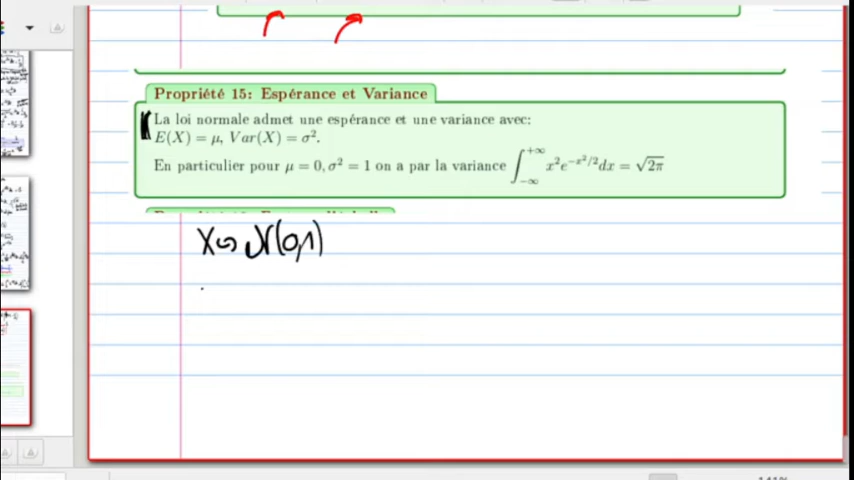 Propriété 15: Espérance et Variance
La loi normale admet une espérance et une variance avec:
E(X) = μ, Var(X) = σ².
En particulier pour μ = 0, σ² = 1 on a par la variance ∫_{-∞}^{+∞} x²e^{-x²/2}dx = √2π
X ↪ N(0,1)